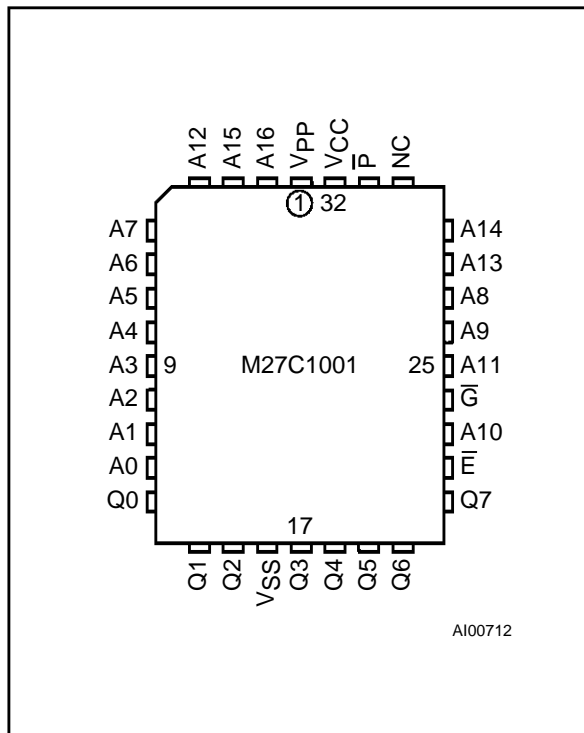 A12 A15 A16 VPP VCC P̅ NC
1 32
A7 A14
A6 A13
A5 A8
A4 A9
A3 9 M27C1001 25 A11
A2 G̅
A1 A10
A0 E̅
Q0 Q7
17
Q1 Q2 VSS Q3 Q4 Q5 Q6
AI00712